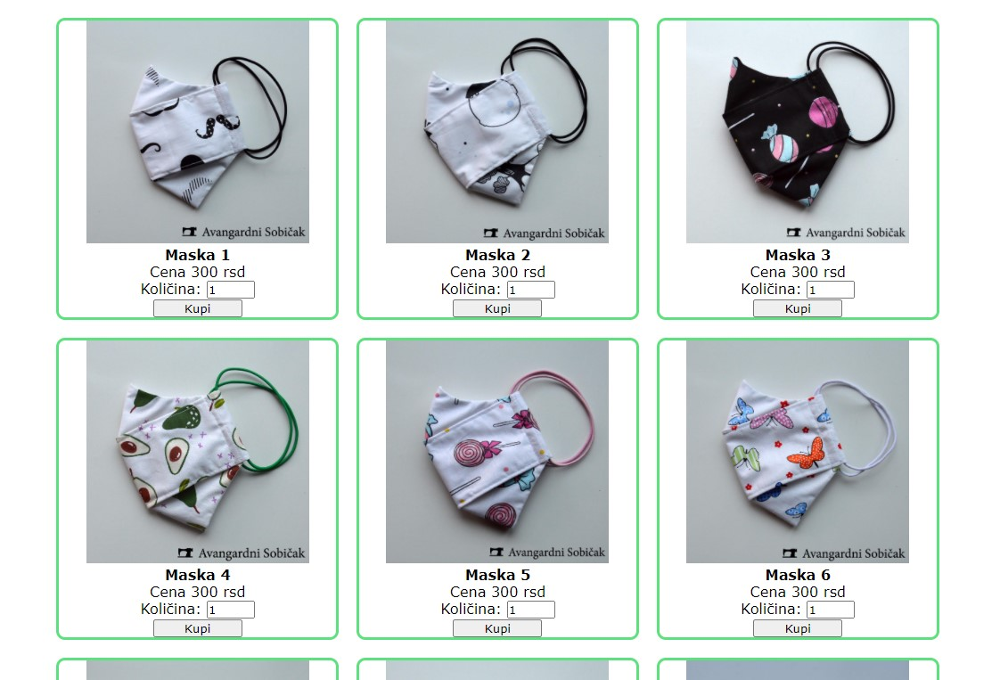 Avangardni Sobičak
Maska 1
Cena 300 rsd
Količina: 1
Kupi
Avangardni Sobičak
Maska 2
Cena 300 rsd
Količina: 1
Kupi
Avangardni Sobičak
Maska 3
Cena 300 rsd
Količina: 1
Kupi
Avangardni Sobičak
Maska 4
Cena 300 rsd
Količina: 1
Kupi
Avangardni Sobičak
Maska 5
Cena 300 rsd
Količina: 1
Kupi
Avangardni Sobičak
Maska 6
Cena 300 rsd
Količina: 1
Kupi